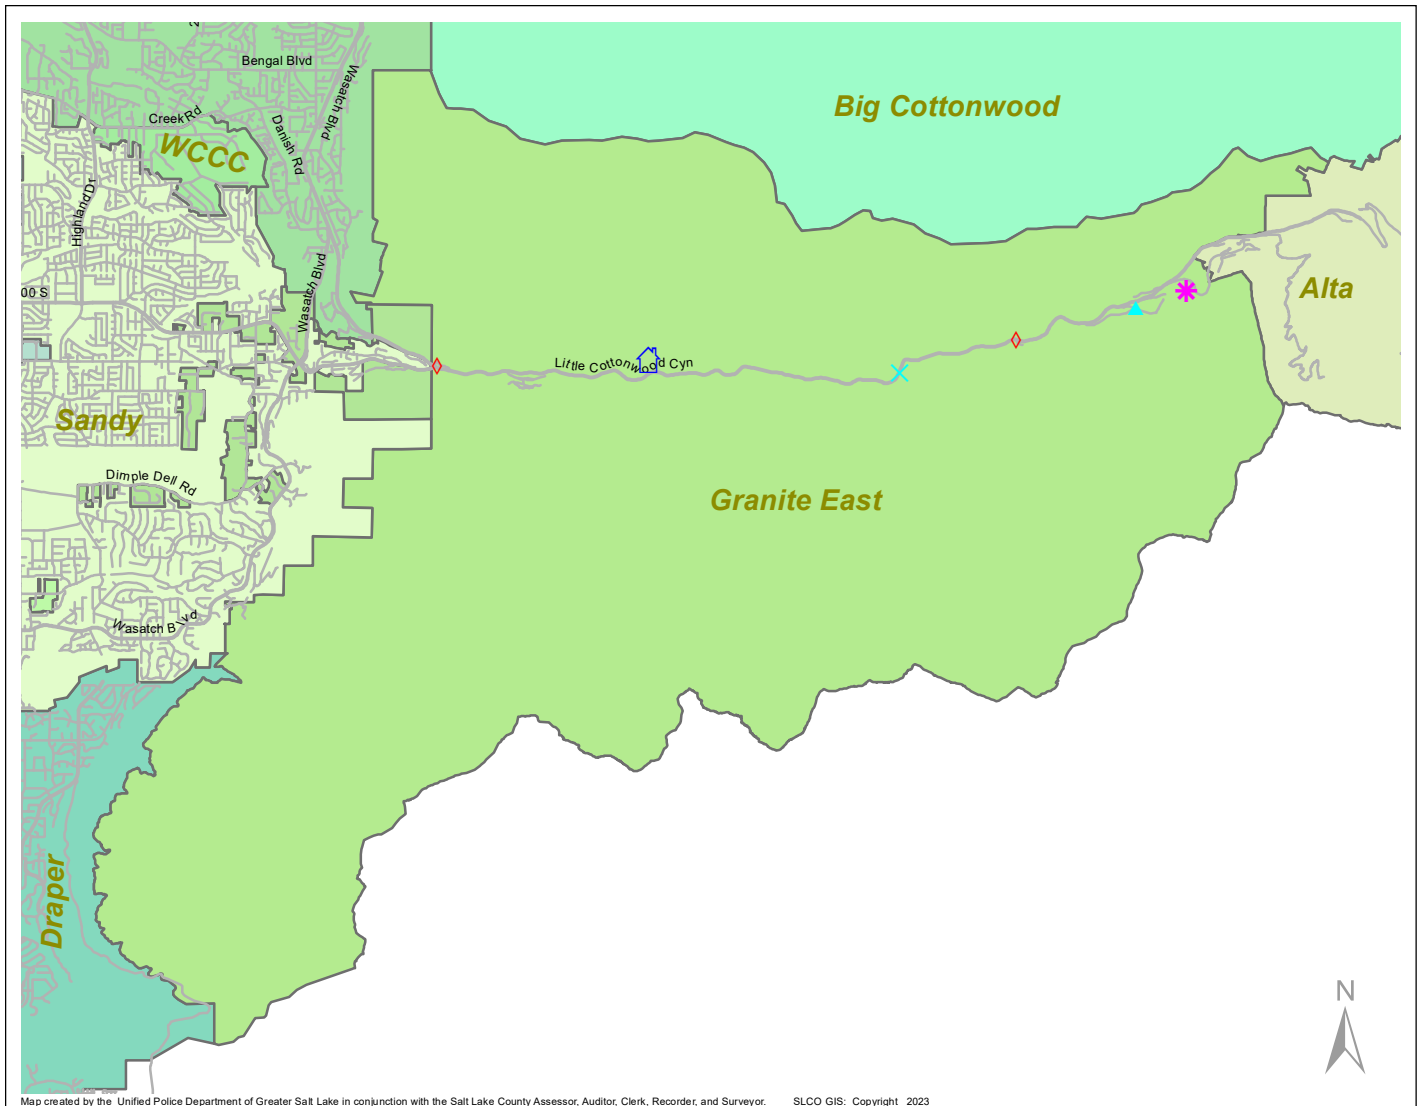 Bengal Blvd
Wasatch Blvd
Big Cottonwood
Creek Rd
Danish Rd
WCCC
Highland Dr
Wasatch Blvd
00 S
Alta
Little Cottonwood Cyn
Sandy
Dimple Dell Rd
Granite East
Wasatch Blvd
Draper
N
Map created by the Unified Police Department of Greater Salt Lake in conjunction with the Salt Lake County Assessor, Auditor, Clerk, Recorder, and Surveyor. SLCO GIS: Copyright 2023